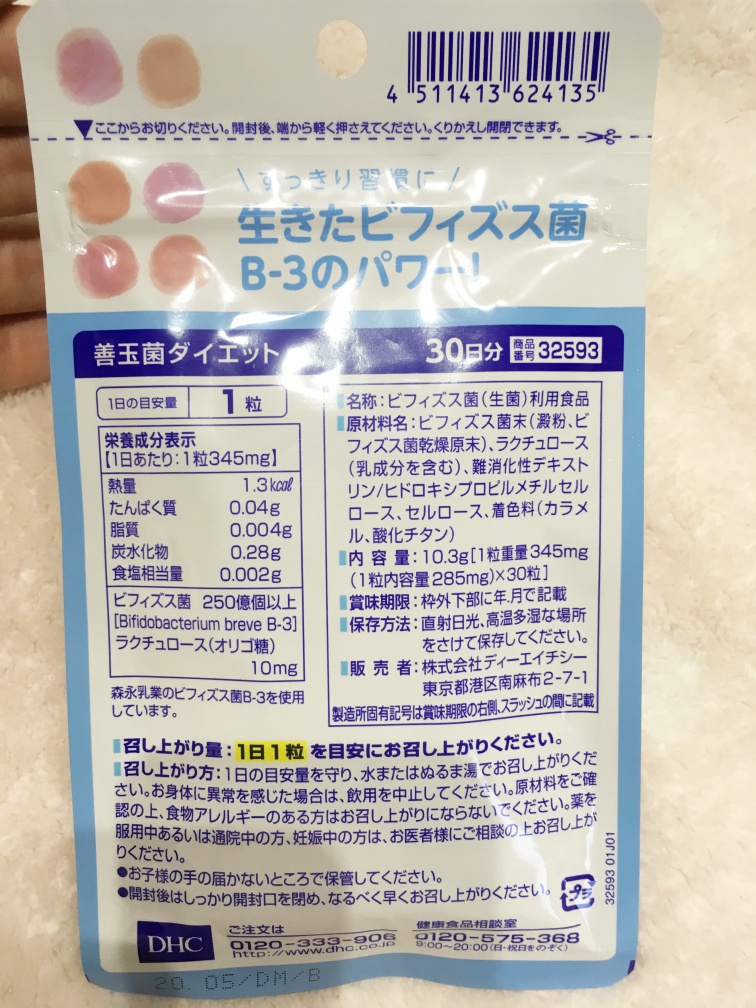 4 511413 624135
▼ここからお切りください。開封後、端から軽く押さえてください。くりかえし開閉できます。
\ すっきり習慣に /
生きたビフィズス菌
B-3のパワー!
善玉菌ダイエット 30日分 商品番号 32593
1日の目安量 1粒
栄養成分表示
【1日あたり:1粒345mg】
熱量 1.3kcal
たんぱく質 0.04g
脂質 0.004g
炭水化物 0.28g
食塩相当量 0.002g
ビフィズス菌 250億個以上
[Bifidobacterium breve B-3]
ラクチュロース(オリゴ糖)
10mg
森永乳業のビフィズス菌B-3を使用
しています。
名称:ビフィズス菌(生菌)利用食品
原材料名:ビフィズス菌末(澱粉、ビ
フィズス菌乾燥原末)、ラクチュロース
(乳成分を含む)、難消化性デキスト
リン/ヒドロキシプロピルメチルセル
ロース、セルロース、着色料(カラメ
ル、酸化チタン)
内容量:10.3g[1粒重量345mg
(1粒内容量285mg)×30粒]
賞味期限:枠外下部に年.月で記載
保存方法:直射日光、高温多湿な場所
をさけて保存してください。
販売者:株式会社ディーエイチシー
東京都港区南麻布2-7-1
製造所固有記号は賞味期限の右側、スラッシュの間に記載
召し上がり量:1日1粒を目安にお召し上がりください。
召し上がり方:1日の目安量を守り、水またはぬるま湯でお召し上がりくだ
さい。お身体に異常を感じた場合は、飲用を中止してください。原材料をご確
認の上、食物アレルギーのある方はお召し上がりにならないでください。薬を
服用中あるいは通院中の方、妊娠中の方は、お医者様にご相談の上お召し上が
りください。
●お子様の手の届かないところで保管してください。
●開封後はしっかり開封口を閉め、なるべく早くお召し上がりください。
プラ
32593 01J01
DHC
ご注文は
0120-333-906
http://www.dhc.co.jp
健康食品相談室
0120-575-368
9:00~20:00(日・祝日をのぞく)
20.05/DM/B